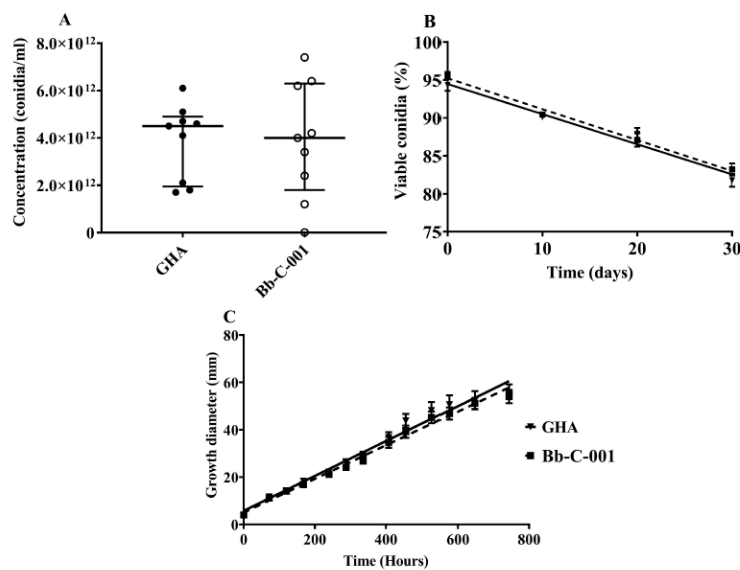 A
Concentration (conidia/ml)
8.0×10¹²
6.0×10¹²
4.0×10¹²
2.0×10¹²
0
GHA
Bb-C-001
B
Viable conidia (%)
100
95
90
85
80
75
0 10 20 30
Time (days)
C
Growth diameter (mm)
80
60
40
20
0
0 200 400 600 800
Time (Hours)
GHA
Bb-C-001